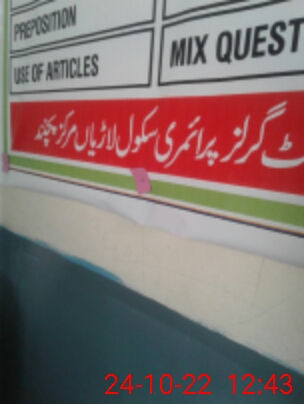 PREPOSITION
USE OF ARTICLES
MIX QUEST
ٹ گرلز پرائمری سکول لاڑیاں مرکز
24-10-22 12:43